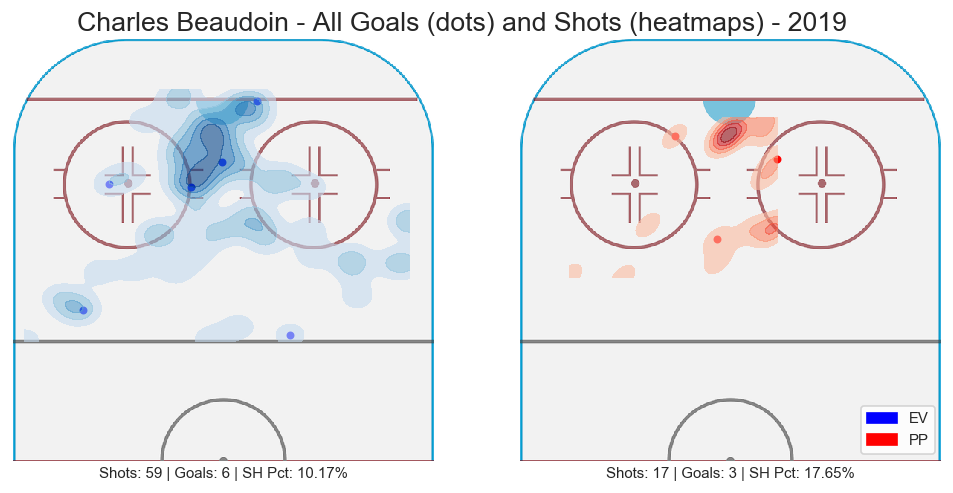 Charles Beaudoin - All Goals (dots) and Shots (heatmaps) - 2019
EV
PP
Shots: 59 | Goals: 6 | SH Pct: 10.17%
Shots: 17 | Goals: 3 | SH Pct: 17.65%